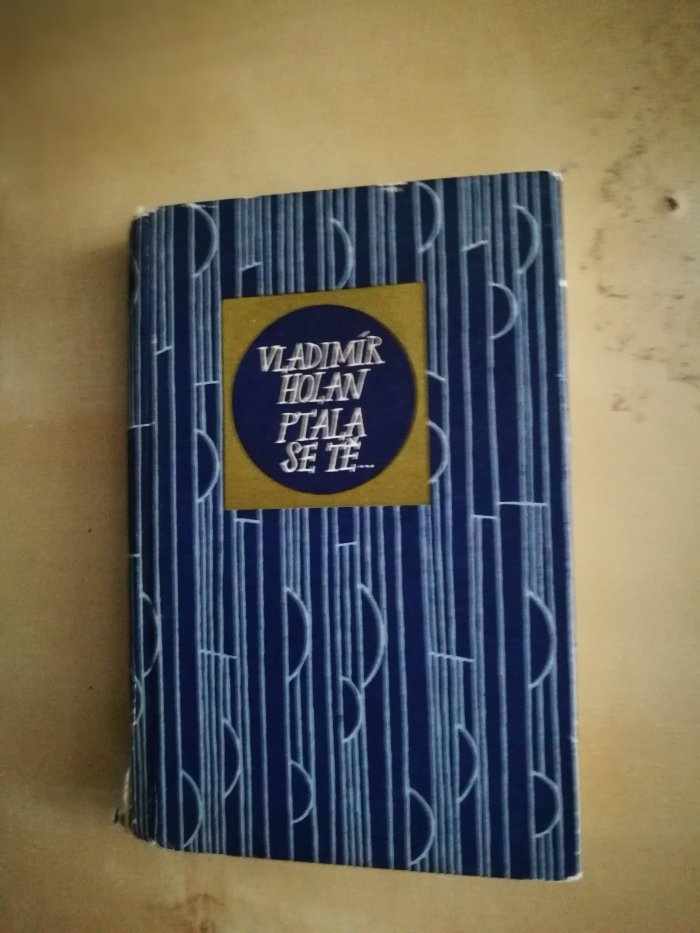 VLADIMÍR
HOLAN
PTALA
SE TĚ...